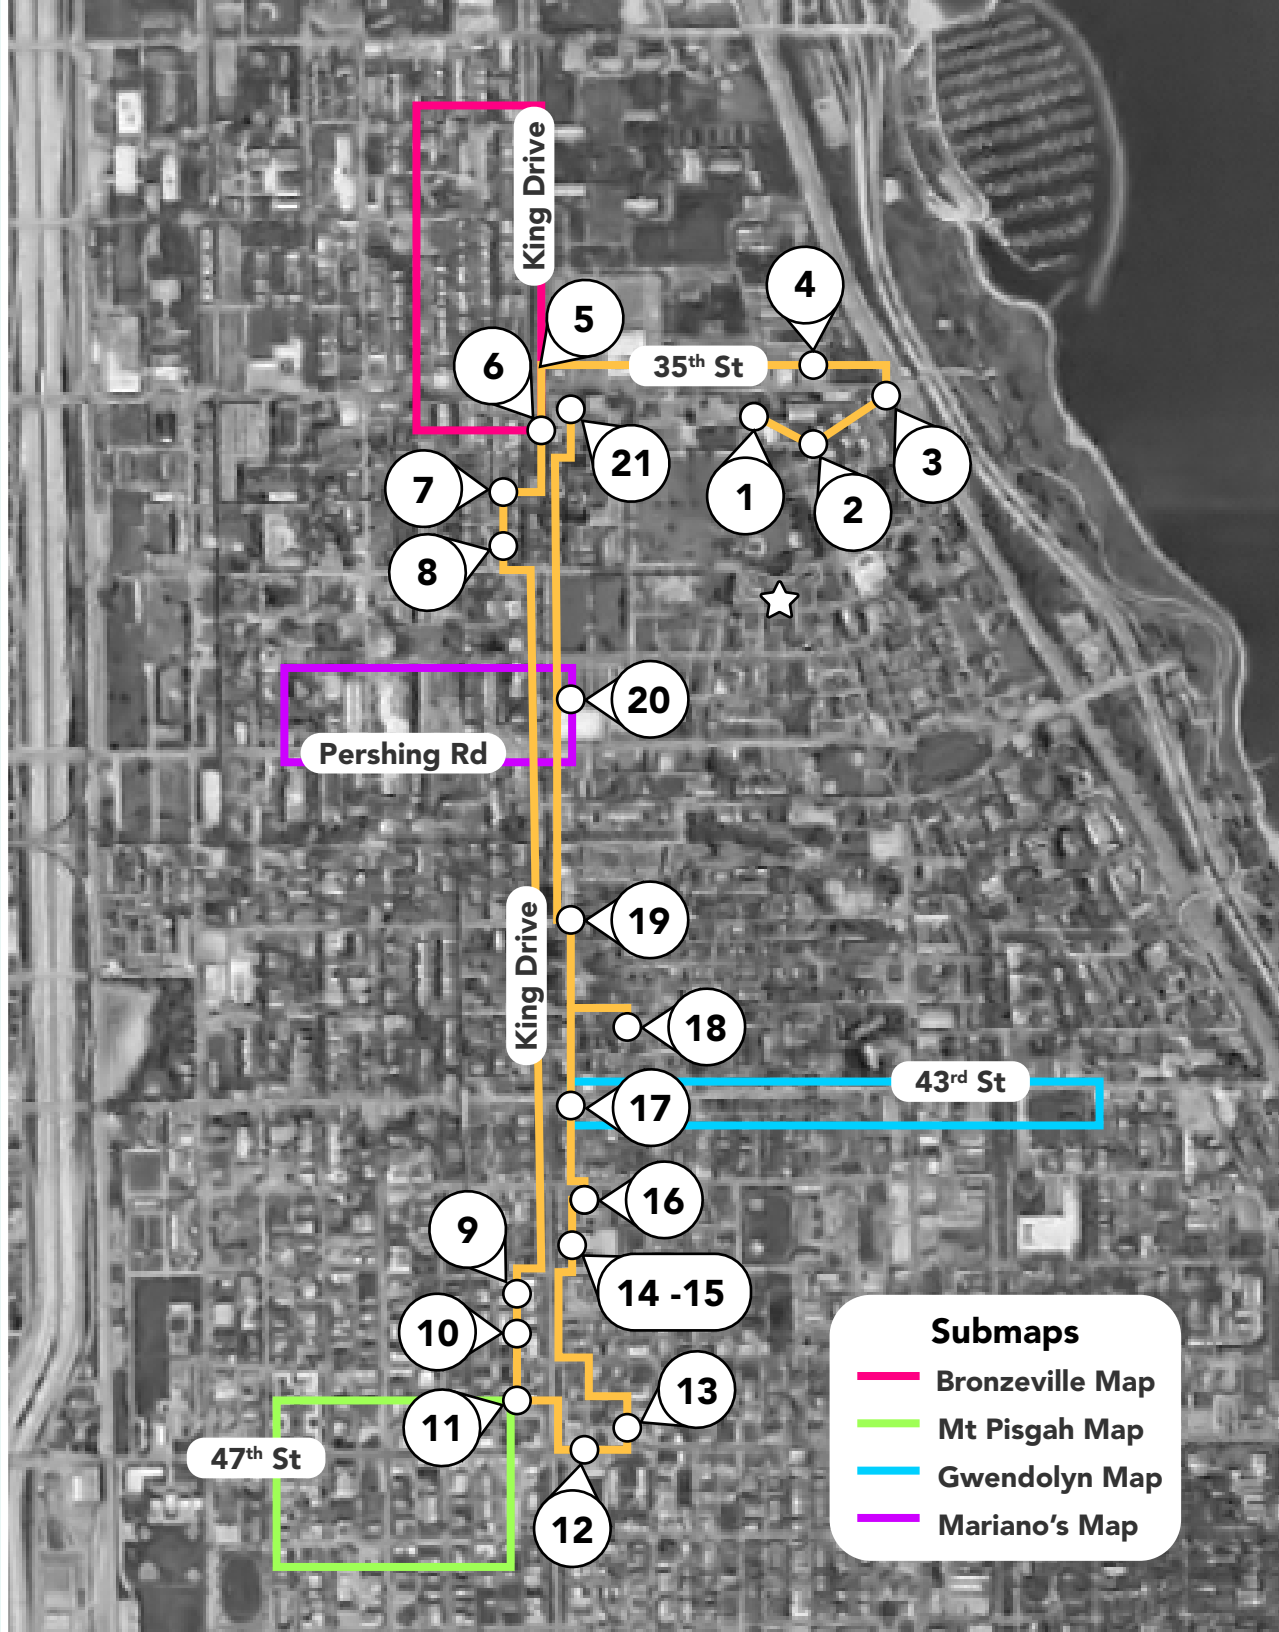 King Drive
4
5
6
35th St
21
3
7
1
2
8
20
Pershing Rd
19
King Drive
18
43rd St
17
16
9
14 -15
10
13
11
47th St
12
Submaps
Bronzeville Map
Mt Pisgah Map
Gwendolyn Map
Mariano’s Map